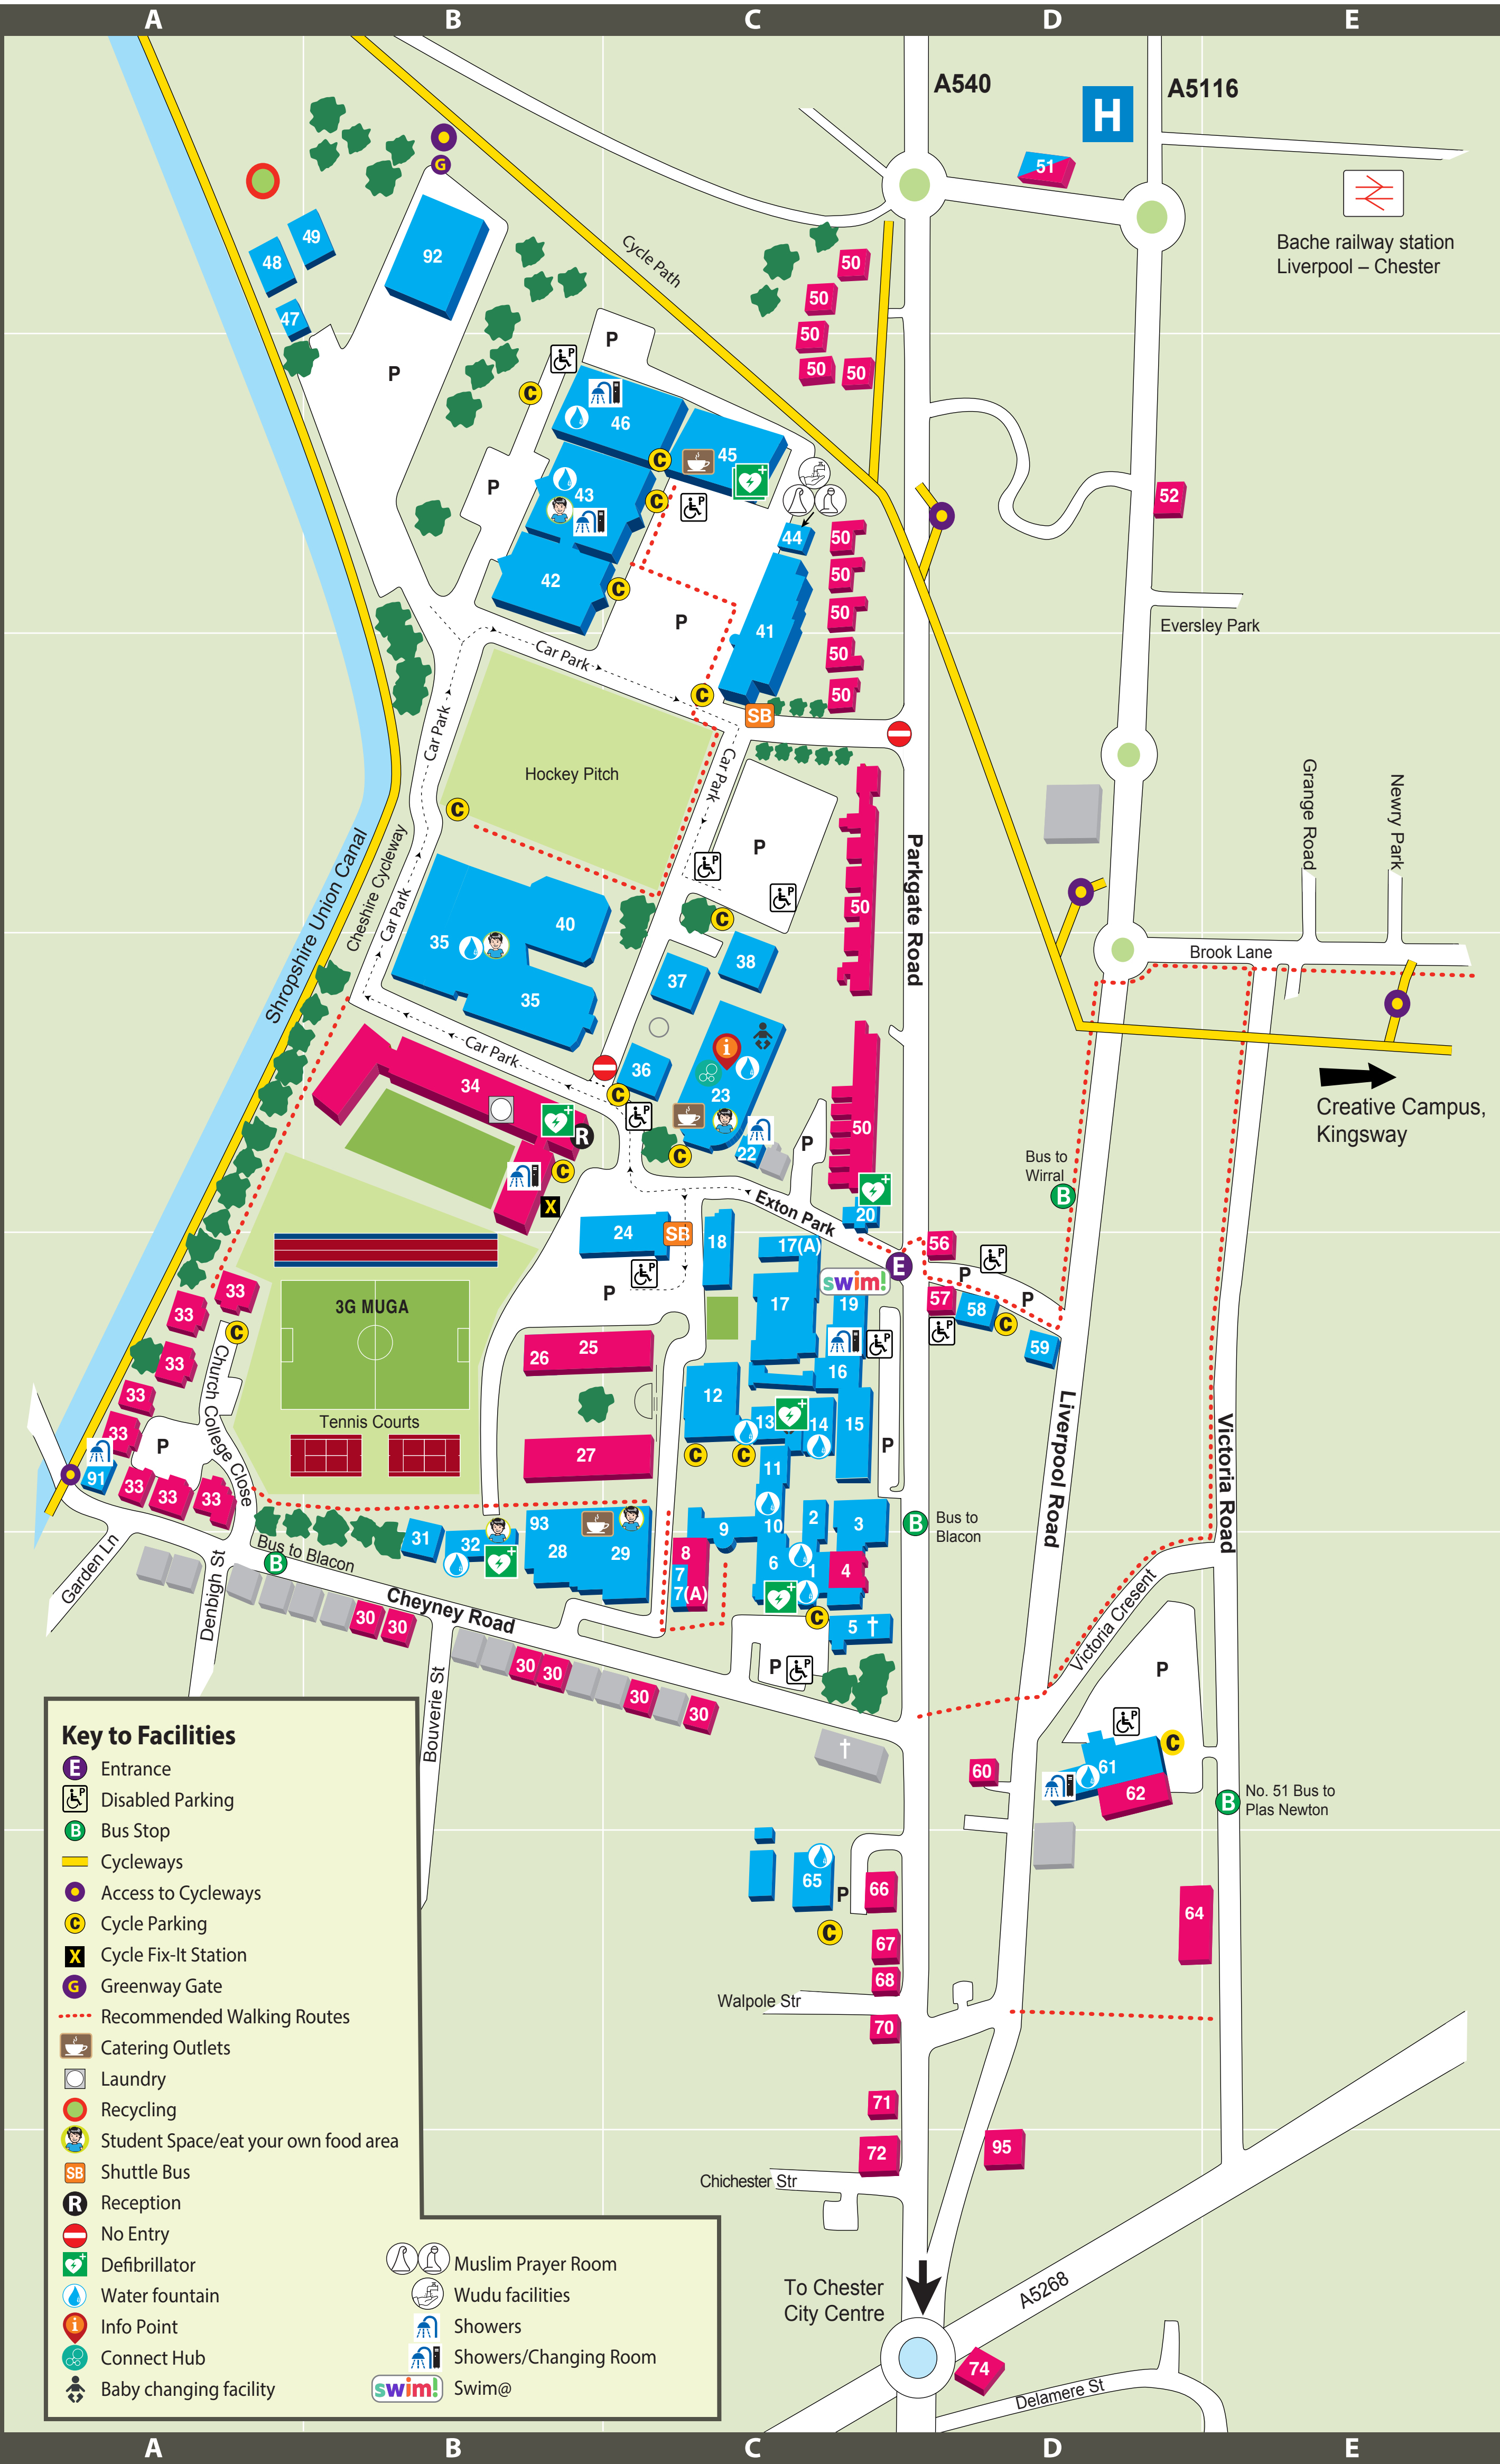 A B C D E
A540
A5116
H
51
G
Bache railway station
Liverpool – Chester
49
48
92
47
Cycle Path
50
50
50
50
50
P
P
46
45
C
C
43
C
P
44
42
C
41
P
50
50
50
50
50
52
Eversley Park
Car Park
C
SB
Car Park
Car Park
Hockey Pitch
C
P
Grange Road
Newry Park
Parkgate Road
50
Cheshire Cycleway
Shropshire Union Canal
Car Park
35
40
35
C
38
37
Brook Lane
Car Park
36
i
23
C
34
R
C
X
C
22
P
50
Creative Campus,
Kingsway
Bus to
Wirral
B
Exton Park
20
24
SB
18
17(A)
E
56
P
P
17
swim!
19
57
58
C
59
P
33
33
33
33
33
33
33
33
C
3G MUGA
Tennis Courts
Church College Close
P
91
26
25
27
12
16
13
14
15
C
C
11
P
Liverpool Road
Victoria Road
31
32
93
28
29
9
10
2
3
8
7
7(A)
6
1
4
C
5
B
Bus to
Blacon
Garden Ln
Denbigh St
B
Bus to Blacon
Cheyney Road
30
30
30
30
30
30
Bouverie St
P
Victoria Cresent
P
C
61
62
60
B
No. 51 Bus to
Plas Newton
65
P
66
C
67
68
64
Walpole Str
70
71
72
95
Chichester Str
To Chester
City Centre
A5268
74
Delamere St
Key to Facilities
E Entrance
P Disabled Parking
B Bus Stop
Cycleways
Access to Cycleways
C Cycle Parking
X Cycle Fix-It Station
G Greenway Gate
Recommended Walking Routes
Catering Outlets
Laundry
Recycling
Student Space/eat your own food area
SB Shuttle Bus
R Reception
No Entry
Defibrillator
Water fountain
i Info Point
Connect Hub
Baby changing facility
Muslim Prayer Room
Wudu facilities
Showers
Showers/Changing Room
swim! Swim@
A B C D E